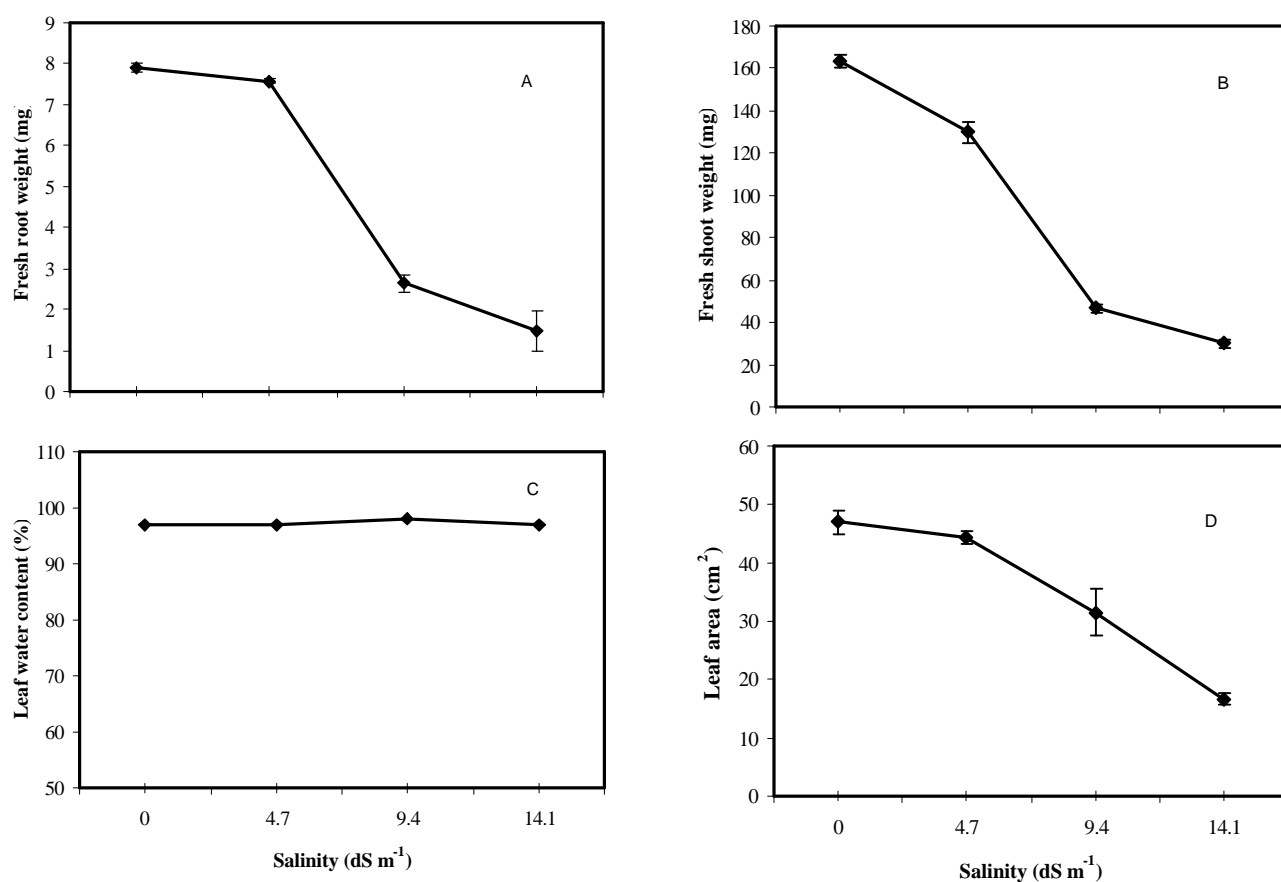 9
8
7
6
5
4
3
2
1
0
Fresh root weight (mg
A
180
160
140
120
100
80
60
40
20
0
Fresh shoot weight (mg)
B
110
100
90
80
70
60
50
Leaf water content (%)
C
0 4.7 9.4 14.1
Salinity (dS m-1)
60
50
40
30
20
10
0
Leaf area (cm2)
D
0 4.7 9.4 14.1
Salinity (dS m-1)